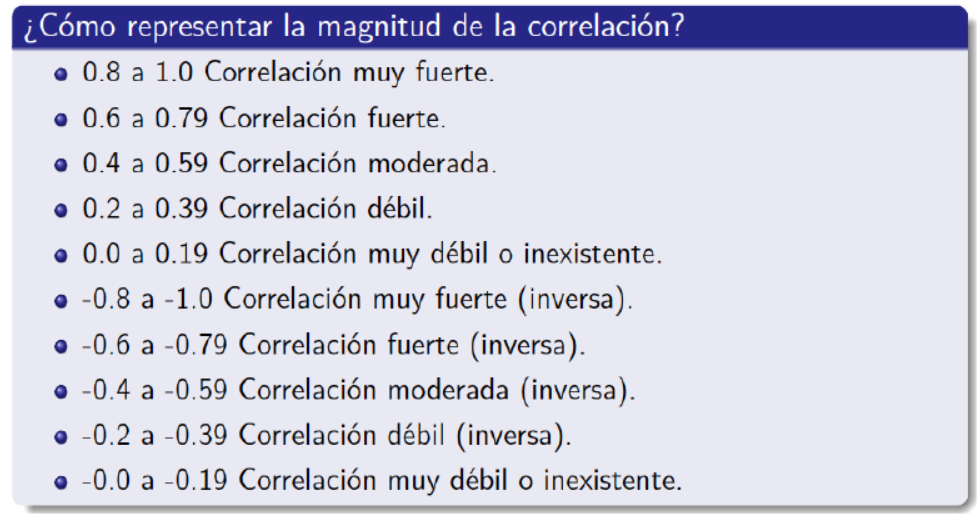 ¿Cómo representar la magnitud de la correlación?
0.8 a 1.0 Correlación muy fuerte.
0.6 a 0.79 Correlación fuerte.
0.4 a 0.59 Correlación moderada.
0.2 a 0.39 Correlación débil.
0.0 a 0.19 Correlación muy débil o inexistente.
-0.8 a -1.0 Correlación muy fuerte (inversa).
-0.6 a -0.79 Correlación fuerte (inversa).
-0.4 a -0.59 Correlación moderada (inversa).
-0.2 a -0.39 Correlación débil (inversa).
-0.0 a -0.19 Correlación muy débil o inexistente.